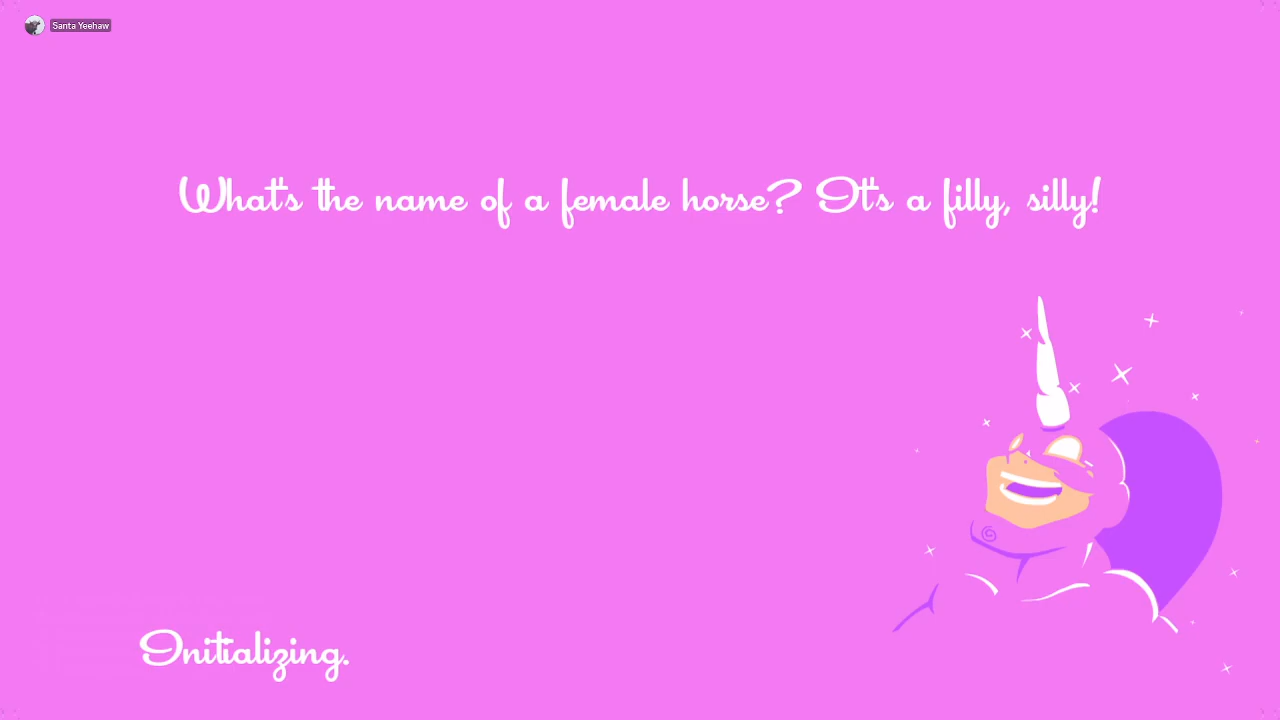 Santa Yeehaw
What's the name of a female horse? It's a filly, silly!
Initializing.